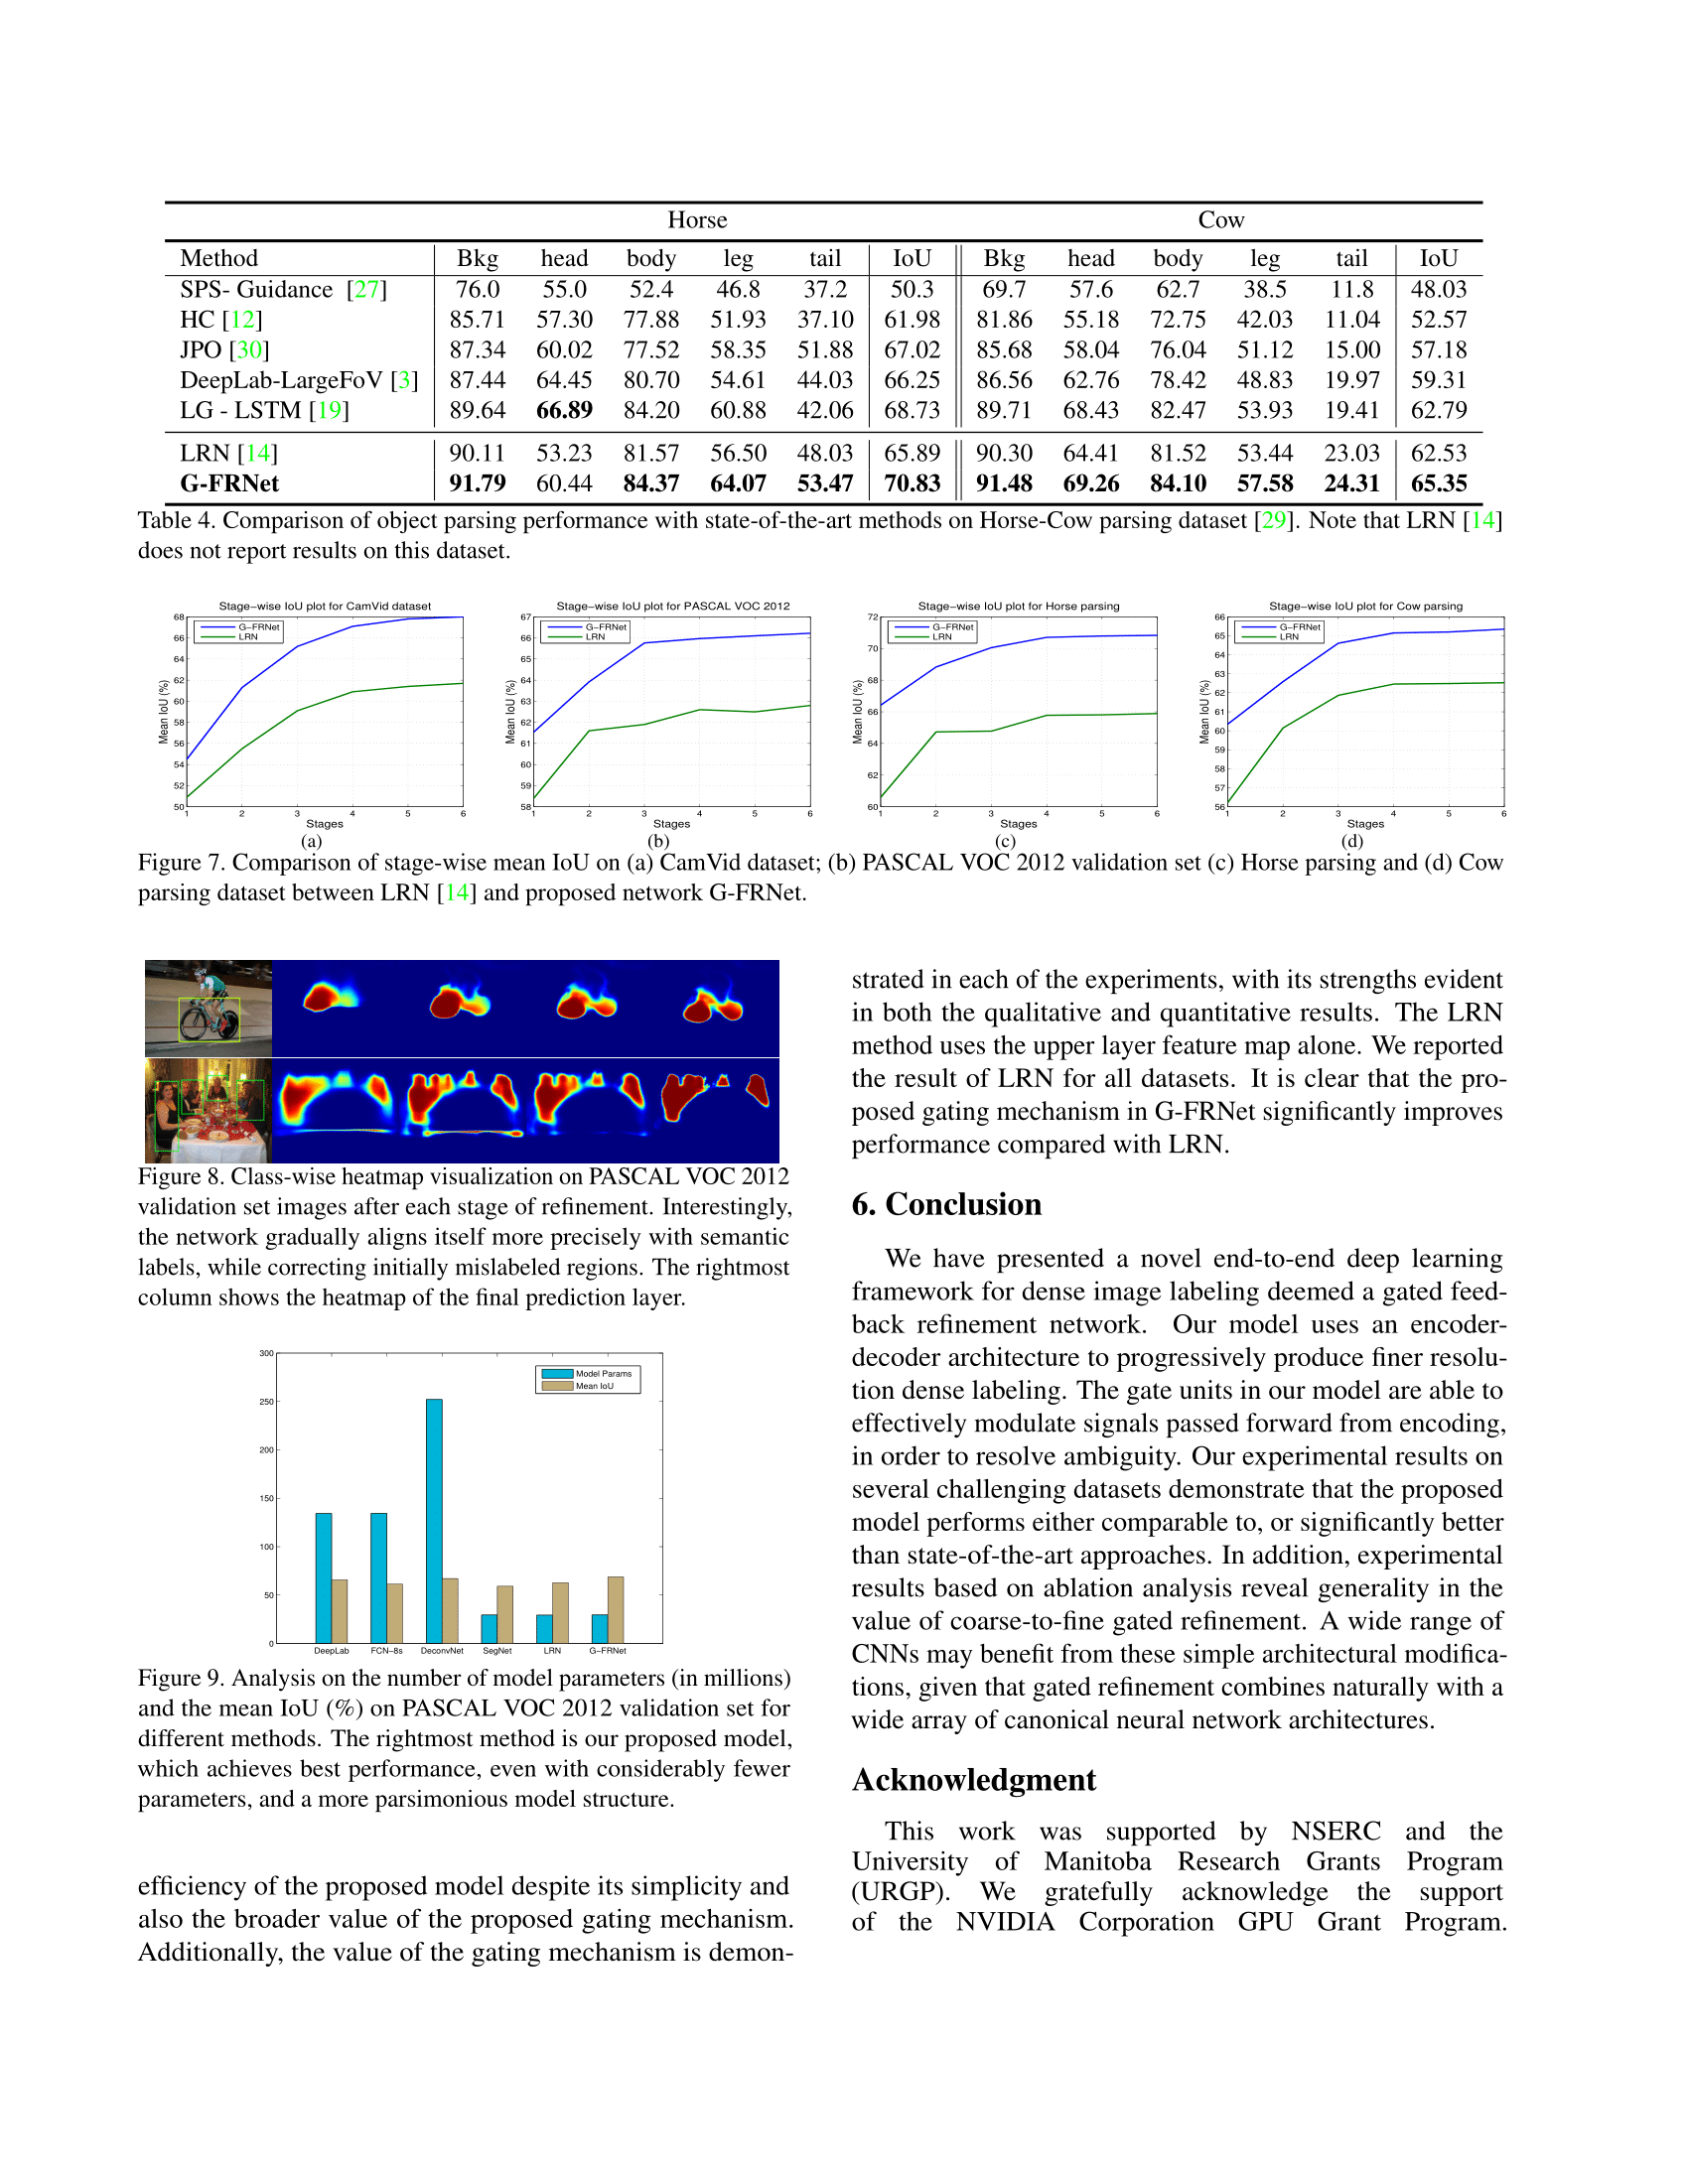 Horse Cow
Method Bkg head body leg tail IoU Bkg head body leg tail IoU
SPS- Guidance [27] 76.0 55.0 52.4 46.8 37.2 50.3 69.7 57.6 62.7 38.5 11.8 48.03
HC [12] 85.71 57.30 77.88 51.93 37.10 61.98 81.86 55.18 72.75 42.03 11.04 52.57
JPO [30] 87.34 60.02 77.52 58.35 51.88 67.02 85.68 58.04 76.04 51.12 15.00 57.18
DeepLab-LargeFoV [3] 87.44 64.45 80.70 54.61 44.03 66.25 86.56 62.76 78.42 48.83 19.97 59.31
LG - LSTM [19] 89.64 66.89 84.20 60.88 42.06 68.73 89.71 68.43 82.47 53.93 19.41 62.79
LRN [14] 90.11 53.23 81.57 56.50 48.03 65.89 90.30 64.41 81.52 53.44 23.03 62.53
G-FRNet 91.79 60.44 84.37 64.07 53.47 70.83 91.48 69.26 84.10 57.58 24.31 65.35
Table 4. Comparison of object parsing performance with state-of-the-art methods on Horse-Cow parsing dataset [29]. Note that LRN [14]
does not report results on this dataset.
Stage−wise IoU plot for CamVid dataset
G−FRNet
LRN
Mean IoU (%)
68
66
64
62
60
58
56
54
52
50
1 2 3 4 5 6
Stages
(a)
Stage−wise IoU plot for PASCAL VOC 2012
G−FRNet
LRN
Mean IoU (%)
67
66
65
64
63
62
61
60
59
58
1 2 3 4 5 6
Stages
(b)
Stage−wise IoU plot for Horse parsing
G−FRNet
LRN
Mean IoU (%)
72
70
68
66
64
62
60
1 2 3 4 5 6
Stages
(c)
Stage−wise IoU plot for Cow parsing
G−FRNet
LRN
Mean IoU (%)
66
65
64
63
62
61
60
59
58
57
56
1 2 3 4 5 6
Stages
(d)
Figure 7. Comparison of stage-wise mean IoU on (a) CamVid dataset; (b) PASCAL VOC 2012 validation set (c) Horse parsing and (d) Cow
parsing dataset between LRN [14] and proposed network G-FRNet.
Figure 8. Class-wise heatmap visualization on PASCAL VOC 2012
validation set images after each stage of refinement. Interestingly,
the network gradually aligns itself more precisely with semantic
labels, while correcting initially mislabeled regions. The rightmost
column shows the heatmap of the final prediction layer.
300
250
200
150
100
50
0
Model Params
Mean IoU
DeepLab FCN−8s DeconvNet SegNet LRN G−FRNet
Figure 9. Analysis on the number of model parameters (in millions)
and the mean IoU (%) on PASCAL VOC 2012 validation set for
different methods. The rightmost method is our proposed model,
which achieves best performance, even with considerably fewer
parameters, and a more parsimonious model structure.
efficiency of the proposed model despite its simplicity and
also the broader value of the proposed gating mechanism.
Additionally, the value of the gating mechanism is demon-
strated in each of the experiments, with its strengths evident
in both the qualitative and quantitative results. The LRN
method uses the upper layer feature map alone. We reported
the result of LRN for all datasets. It is clear that the pro-
posed gating mechanism in G-FRNet significantly improves
performance compared with LRN.
6. Conclusion
We have presented a novel end-to-end deep learning
framework for dense image labeling deemed a gated feed-
back refinement network. Our model uses an encoder-
decoder architecture to progressively produce finer resolu-
tion dense labeling. The gate units in our model are able to
effectively modulate signals passed forward from encoding,
in order to resolve ambiguity. Our experimental results on
several challenging datasets demonstrate that the proposed
model performs either comparable to, or significantly better
than state-of-the-art approaches. In addition, experimental
results based on ablation analysis reveal generality in the
value of coarse-to-fine gated refinement. A wide range of
CNNs may benefit from these simple architectural modifica-
tions, given that gated refinement combines naturally with a
wide array of canonical neural network architectures.
Acknowledgment
This work was supported by NSERC and the
University of Manitoba Research Grants Program
(URGP). We gratefully acknowledge the support
of the NVIDIA Corporation GPU Grant Program.